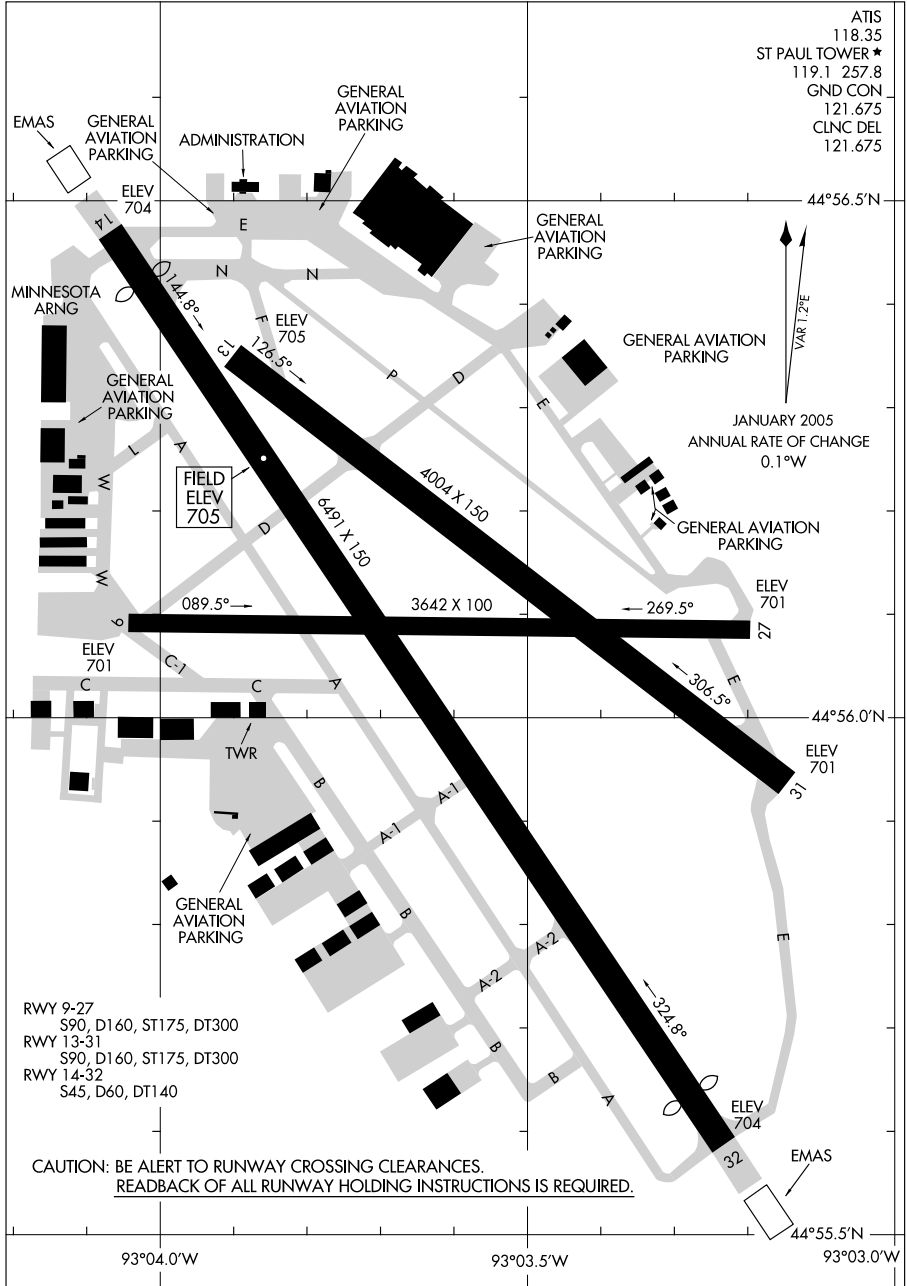 ATIS
118.35
ST PAUL TOWER ★
119.1 257.8
GND CON
121.675
CLNC DEL
121.675
EMAS
GENERAL
AVIATION
PARKING
ADMINISTRATION
GENERAL
AVIATION
PARKING
44°56.5'N
ELEV
704
14
E
GENERAL
AVIATION
PARKING
N
N
144.8°
MINNESOTA
ARNG
VAR 1.2°E
F
ELEV
705
13
126.5°
GENERAL AVIATION
PARKING
P
D
E
GENERAL
AVIATION
PARKING
JANUARY 2005
ANNUAL RATE OF CHANGE
0.1°W
L
A
W
FIELD
ELEV
705
D
6491 X 150
4004 X 150
GENERAL AVIATION
PARKING
W
089.5°
3642 X 100
269.5°
ELEV
701
9
27
ELEV
701
C-1
C
C
A
E
306.5°
44°56.0'N
TWR
ELEV
701
31
B
A-1
A-1
GENERAL
AVIATION
PARKING
B
A-2
A-2
E
324.8°
RWY 9-27
S90, D160, ST175, DT300
RWY 13-31
S90, D160, ST175, DT300
RWY 14-32
S45, D60, DT140
B
B
A
ELEV
704
32
EMAS
CAUTION: BE ALERT TO RUNWAY CROSSING CLEARANCES.
READBACK OF ALL RUNWAY HOLDING INSTRUCTIONS IS REQUIRED.
44°55.5'N
93°04.0'W
93°03.5'W
93°03.0'W